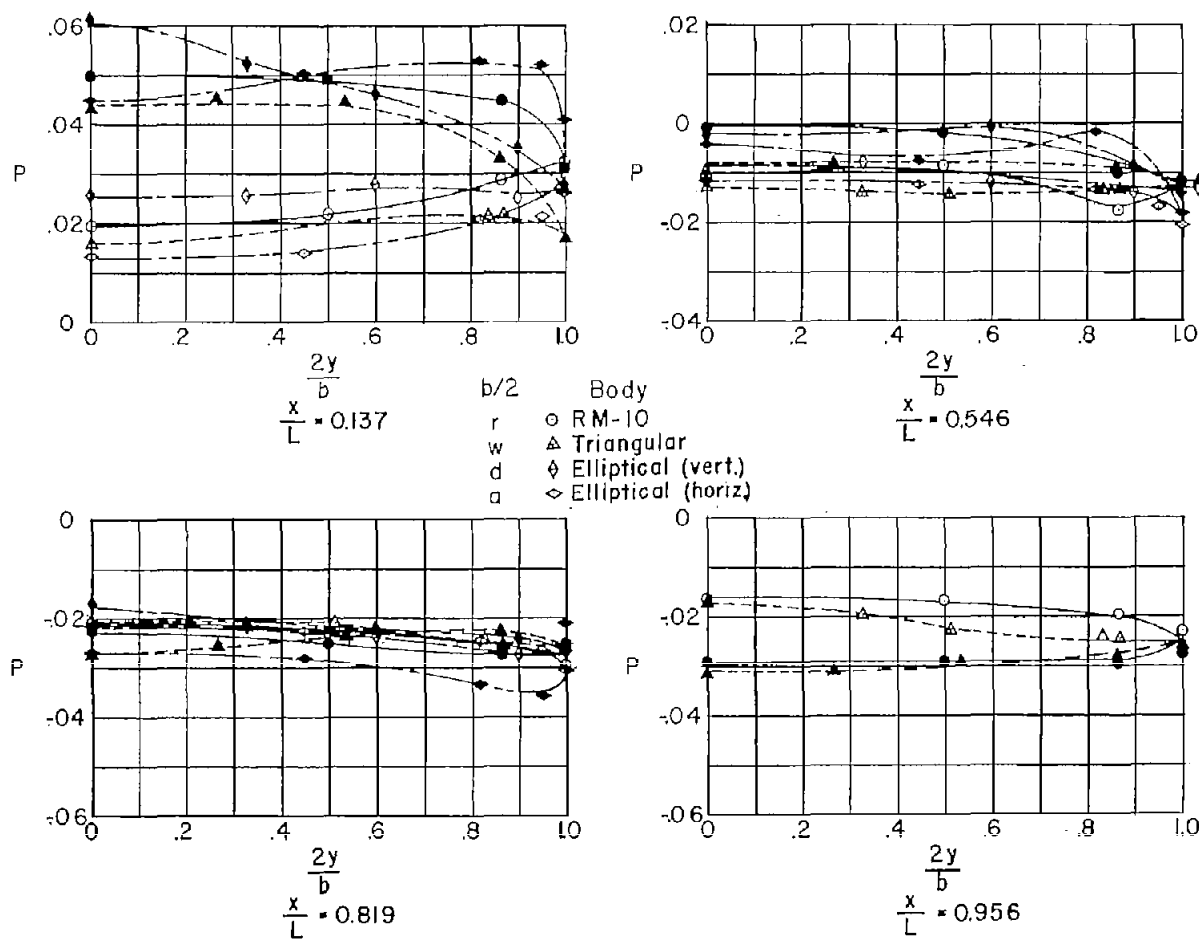 .06
.04
P
.02
0
0 .2 .4 .6 .8 1.0
2y
b
x
L = 0.137
.02
0
P
-.02
-.04
0 .2 .4 .6 .8 1.0
2y
b
x
L = 0.546
b/2 Body
r RM-10
w Triangular
d Elliptical (vert.)
a Elliptical (horiz.)
0
-.02
P
-.04
-.06
0 .2 .4 .6 .8 1.0
2y
b
x
L = 0.819
0
-.02
P
-.04
-.06
0 .2 .4 .6 .8 1.0
2y
b
x
L = 0.956